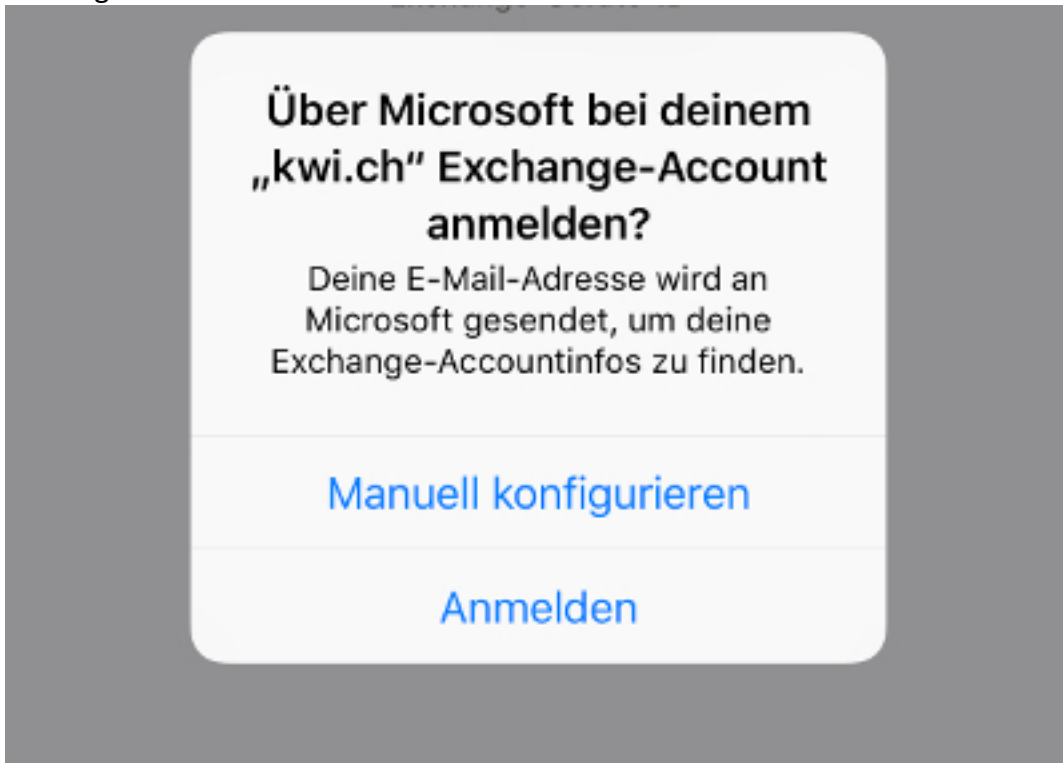 Über Microsoft bei deinem
„kwi.ch“ Exchange-Account
anmelden?
Deine E-Mail-Adresse wird an
Microsoft gesendet, um deine
Exchange-Accountinfos zu finden.
Manuell konfigurieren
Anmelden